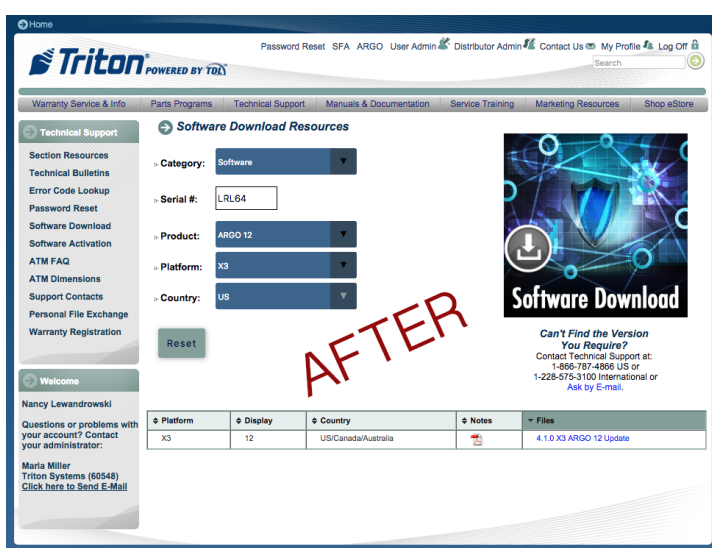 Home
Triton®
POWERED BY TDL
Password Reset SFA ARGO User Admin Distributor Admin Contact Us My Profile Log Off
Search
Warranty Service & Info Parts Programs Technical Support Manuals & Documentation Service Training Marketing Resources Shop eStore
Technical Support
Section Resources
Technical Bulletins
Error Code Lookup
Password Reset
Software Download
Software Activation
ATM FAQ
ATM Dimensions
Support Contacts
Personal File Exchange
Warranty Registration
Welcome
Nancy Lewandrowski
Questions or problems with
your account? Contact
your administrator:
Maria Miller
Triton Systems (60548)
Click here to Send E-Mail
Software Download Resources
» Category: Software
» Serial #: LRL64
» Product: ARGO 12
» Platform: X3
» Country: US
Reset
AFTER
Software Download
Can't Find the Version
You Require?
Contact Technical Support at:
1-866-787-4866 US or
1-228-575-3100 International or
Ask by E-mail.
Platform Display Country Notes Files
X3 12 US/Canada/Australia 4.1.0 X3 ARGO 12 Update